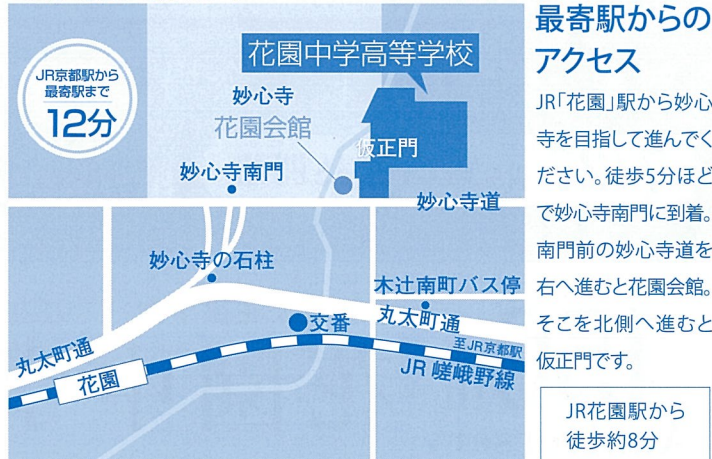 JR京都駅から
最寄駅まで
12分
花園中学高等学校
妙心寺
花園会館
仮正門
妙心寺南門
妙心寺道
妙心寺の石柱
木辻南町バス停
丸太町通
交番
丸太町通
至JR京都駅
JR 嵯峨野線
花園
最寄駅からの
アクセス
JR「花園」駅から妙心
寺を目指して進んでく
ださい。徒歩5分ほど
で妙心寺南門に到着。
南門前の妙心寺道を
右へ進むと花園会館。
そこを北側へ進むと
仮正門です。
JR花園駅から
徒歩約8分